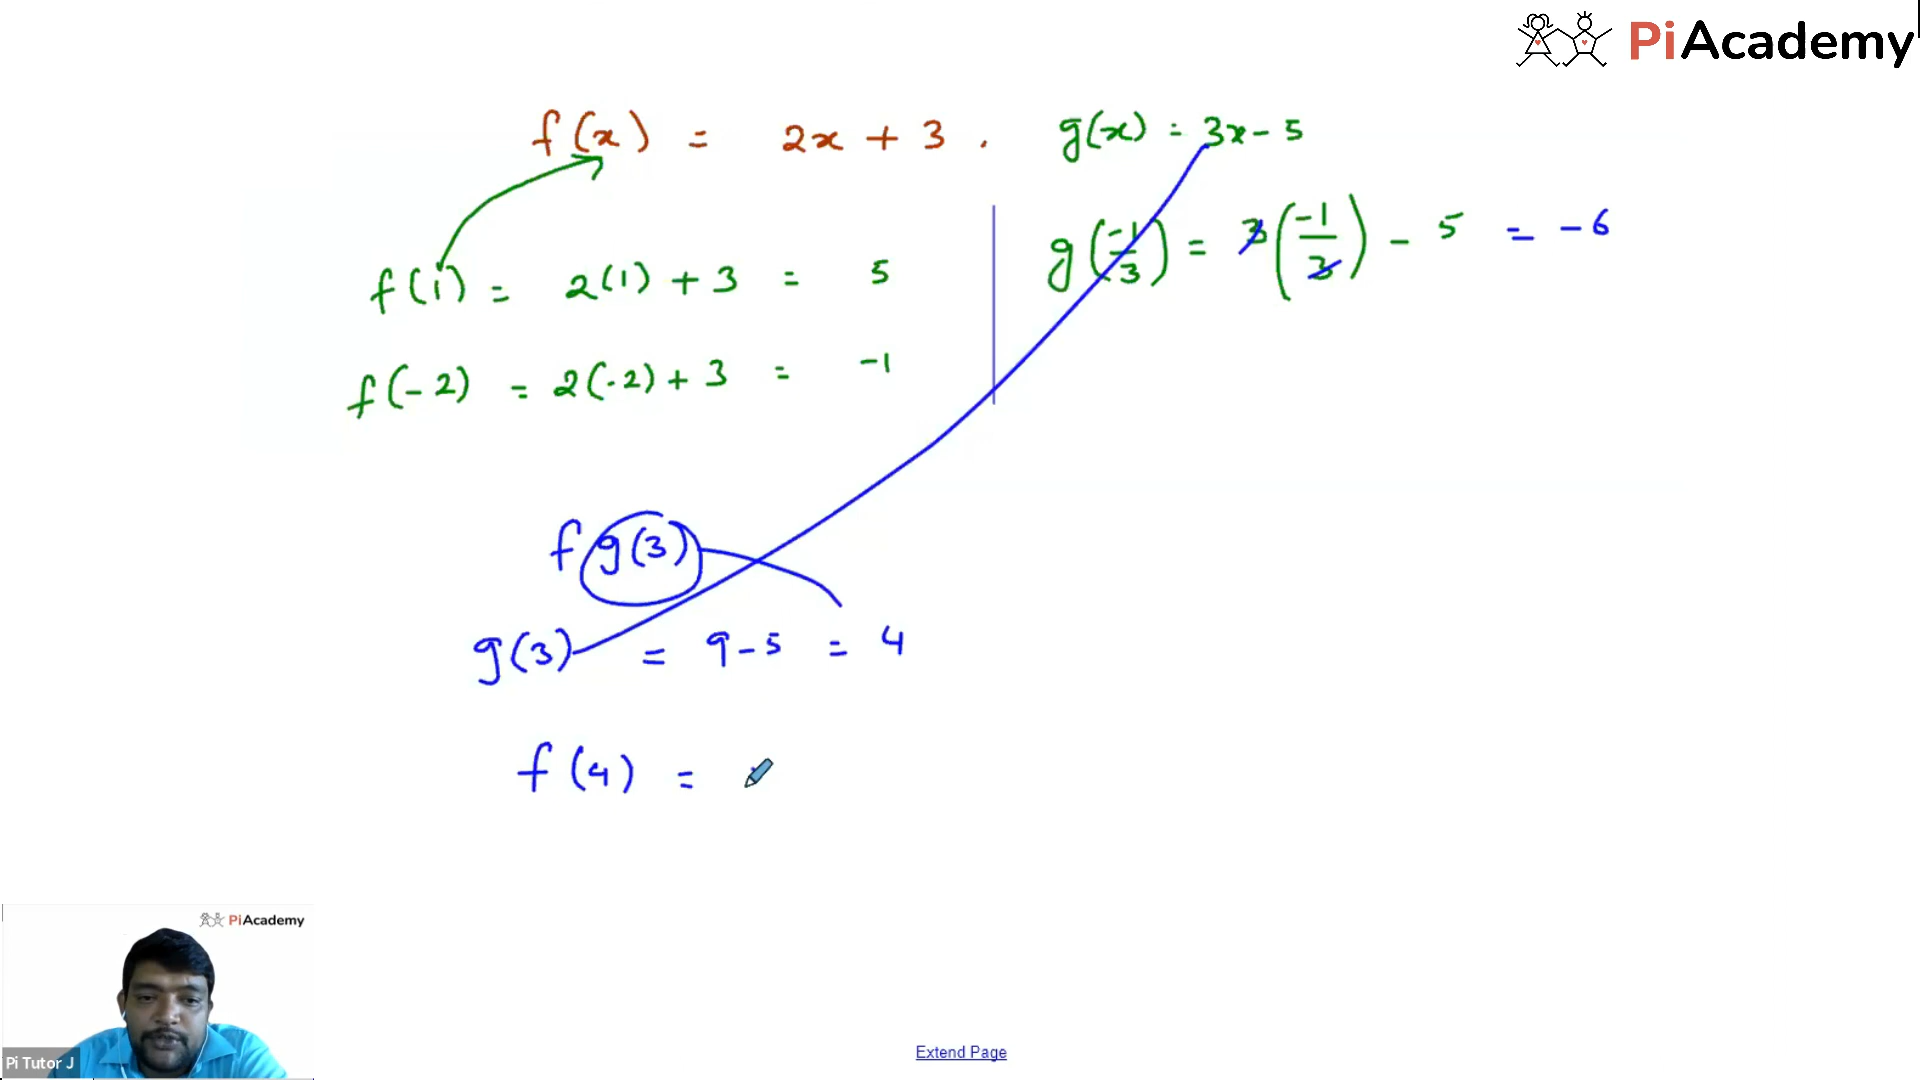 PiAcademy
f(x) = 2x + 3 . g(x) = 3x - 5
g(-1/3) = 3(-1/3) - 5 = -6
f(1) = 2(1) + 3 = 5
f(-2) = 2(-2) + 3 = -1
f g(3)
g(3) = 9 - 5 = 4
f(4) =
PiAcademy
Pi Tutor J
Extend Page